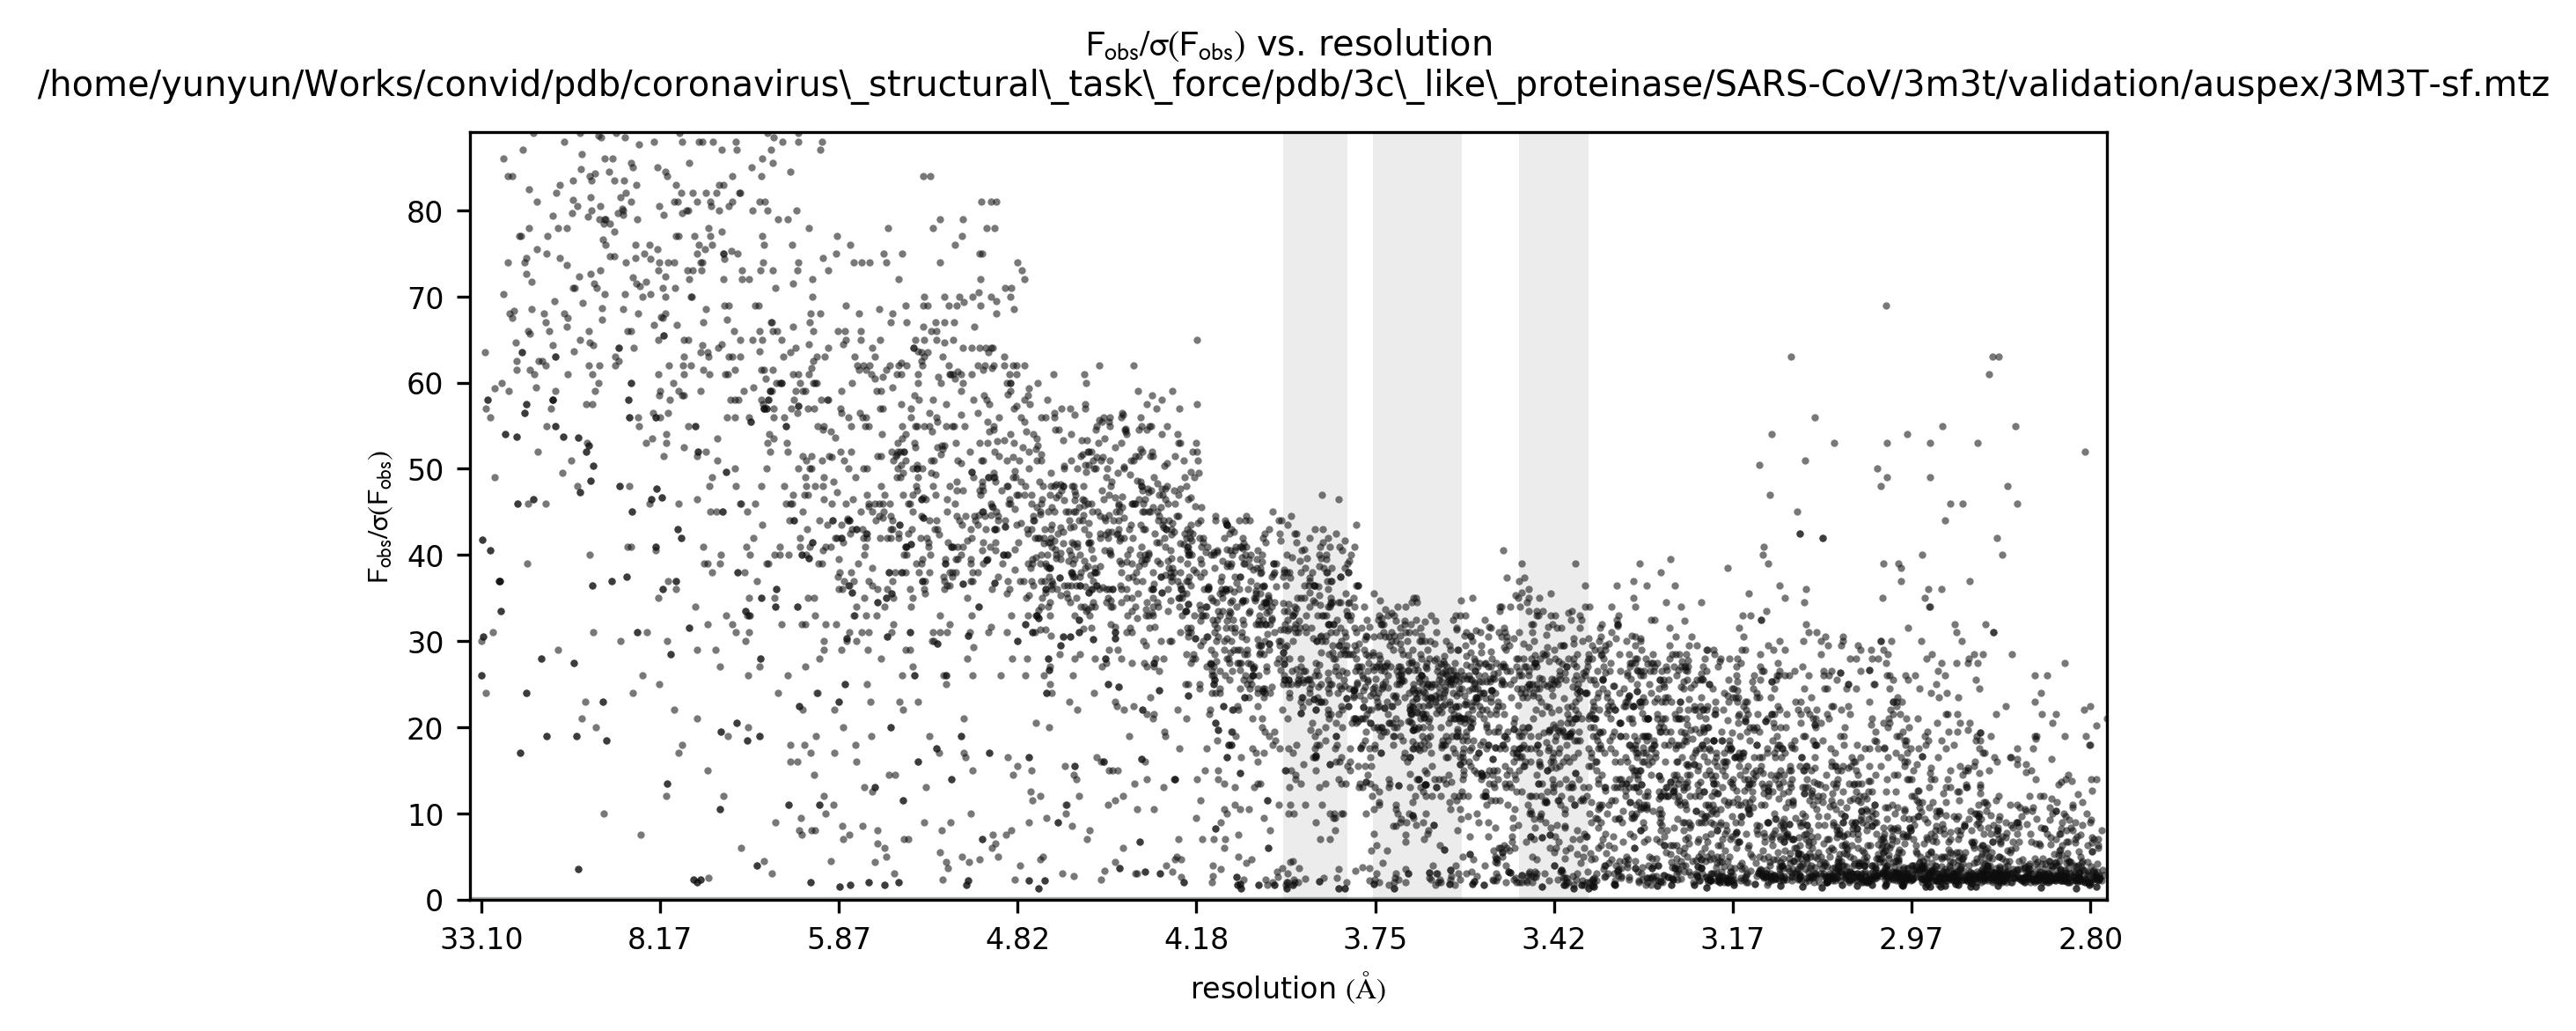 Fobs/σ(Fobs) vs. resolution
/home/yunyun/Works/convid/pdb/coronavirus\_structural\_task\_force/pdb/3c\_like\_proteinase/SARS-CoV/3m3t/validation/auspex/3M3T-sf.mtz
Fobs/σ(Fobs)
80
70
60
50
40
30
20
10
0
33.10 8.17 5.87 4.82 4.18 3.75 3.42 3.17 2.97 2.80
resolution (Å)